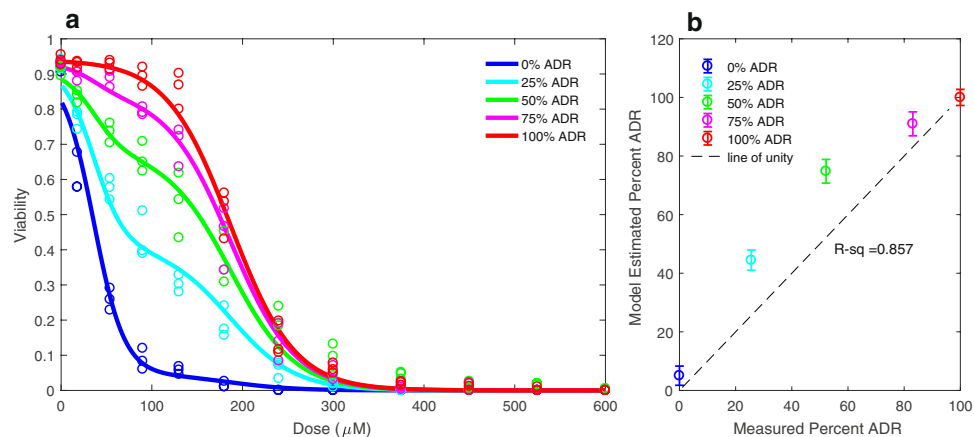 a
1
0.9
0.8
0.7
0.6
0.5
0.4
0.3
0.2
0.1
0
Viability
0 100 200 300 400 500 600
Dose (μM)
0% ADR
25% ADR
50% ADR
75% ADR
100% ADR
b
120
100
80
60
40
20
0
Model Estimated Percent ADR
0 20 40 60 80 100
Measured Percent ADR
0% ADR
25% ADR
50% ADR
75% ADR
100% ADR
line of unity
R-sq =0.857